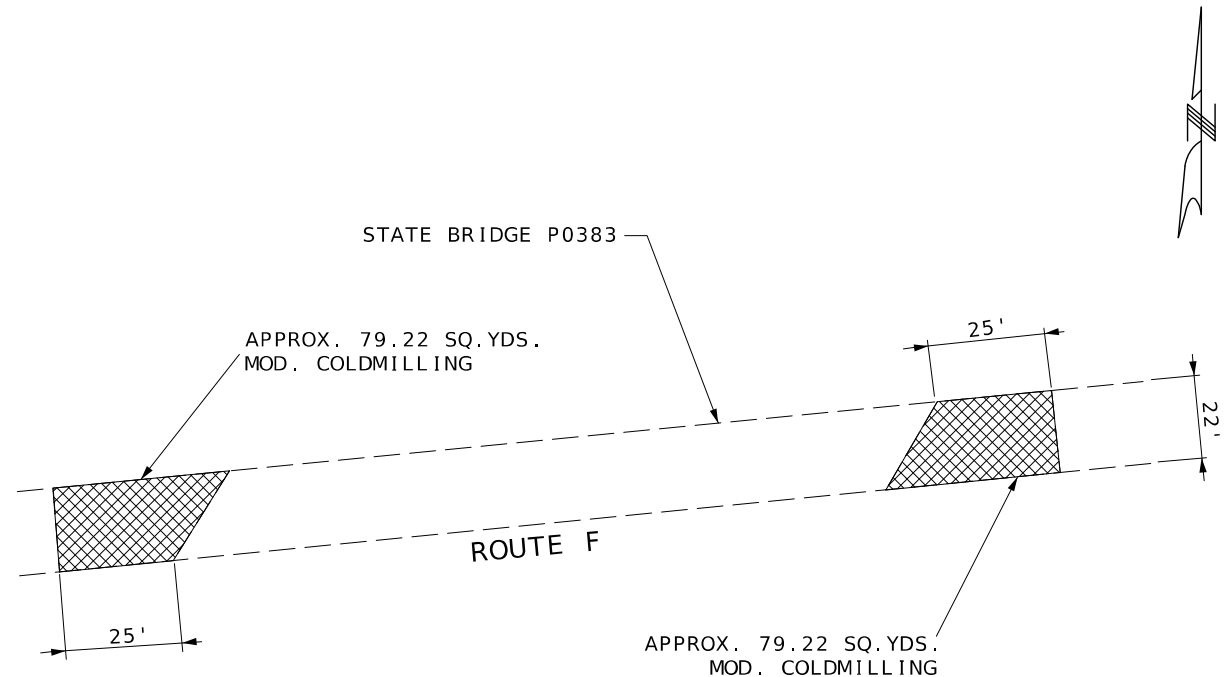 N
STATE BRIDGE P0383
APPROX. 79.22 SQ.YDS.
MOD. COLDMILLING
25'
22'
ROUTE F
25'
APPROX. 79.22 SQ.YDS.
MOD. COLDMILLING